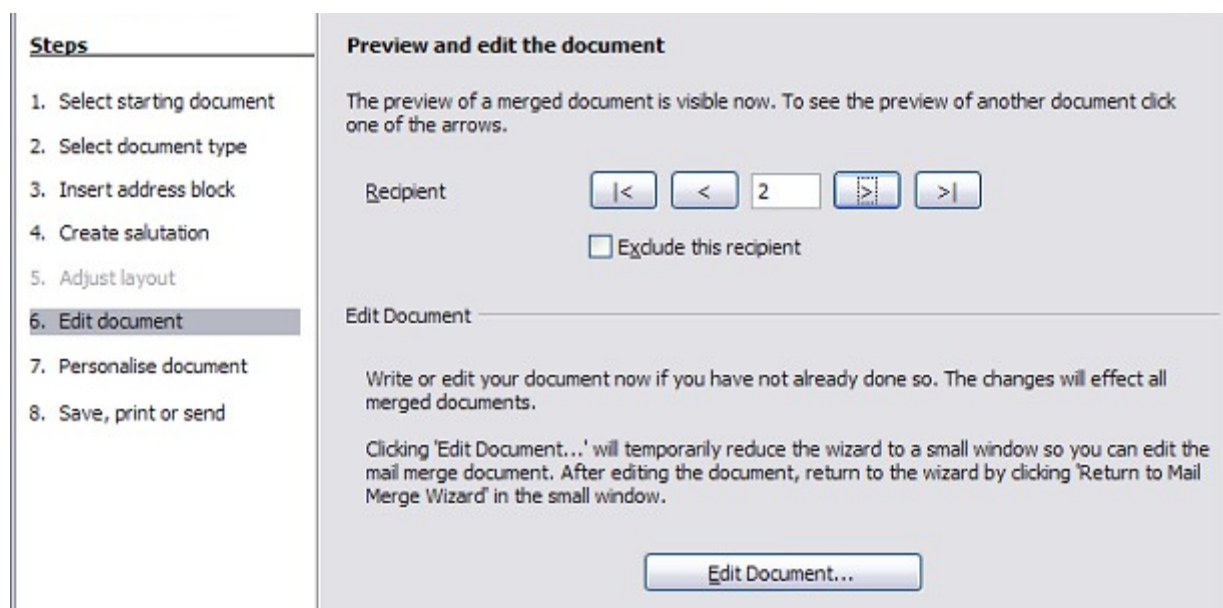 Steps
1. Select starting document
2. Select document type
3. Insert address block
4. Create salutation
5. Adjust layout
6. Edit document
7. Personalise document
8. Save, print or send
Preview and edit the document
The preview of a merged document is visible now. To see the preview of another document click
one of the arrows.
Recipient |< < 2 > >|
Exclude this recipient
Edit Document
Write or edit your document now if you have not already done so. The changes will effect all
merged documents.
Clicking 'Edit Document...' will temporarily reduce the wizard to a small window so you can edit the
mail merge document. After editing the document, return to the wizard by clicking 'Return to Mail
Merge Wizard' in the small window.
Edit Document...